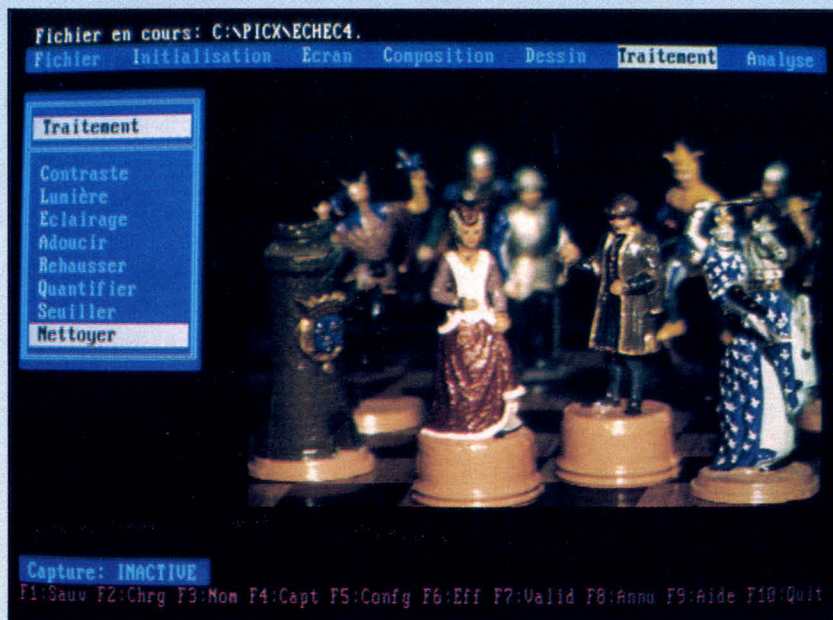 Fichier en cours: C:\PICX\ECHEC4.
Fichier Initialisation Ecran Composition Dessin Traitement Analyse
Traitement
Contraste
Lumière
Eclairage
Adoucir
Rehausser
Quantifier
Seuiller
Nettoyer
Capture: INACTIVE
F1:Sauv F2:Chrg F3:Nom F4:Capt F5:Confg F6:Eff F7:Valid F8:Annu F9:Aide F10:Quit